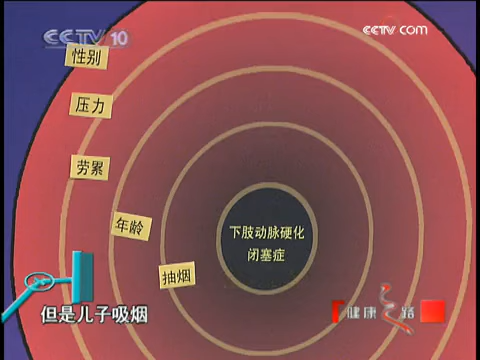 CCTV 10
CCTV com
性别
压力
劳累
年龄
抽烟
下肢动脉硬化
闭塞症
但是儿子吸烟
健康之路